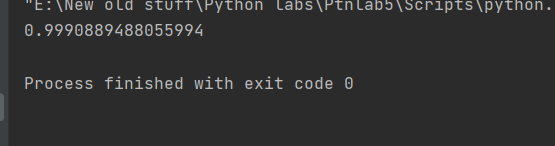 "E:\New old stuff\Python labs\Ptnlab5\Scripts\python.
0.9990889488055994
Process finished with exit code 0